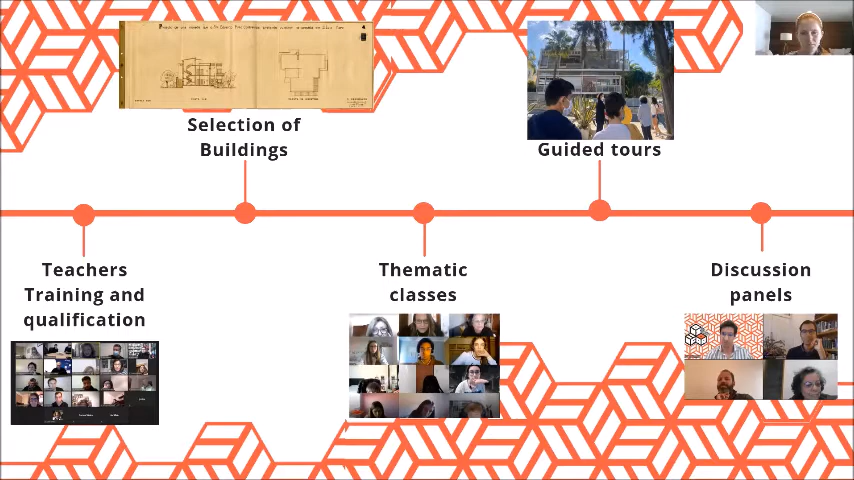 Selection of
Buildings
Guided tours
Teachers
Training and
qualification
Thematic
classes
Discussion
panels